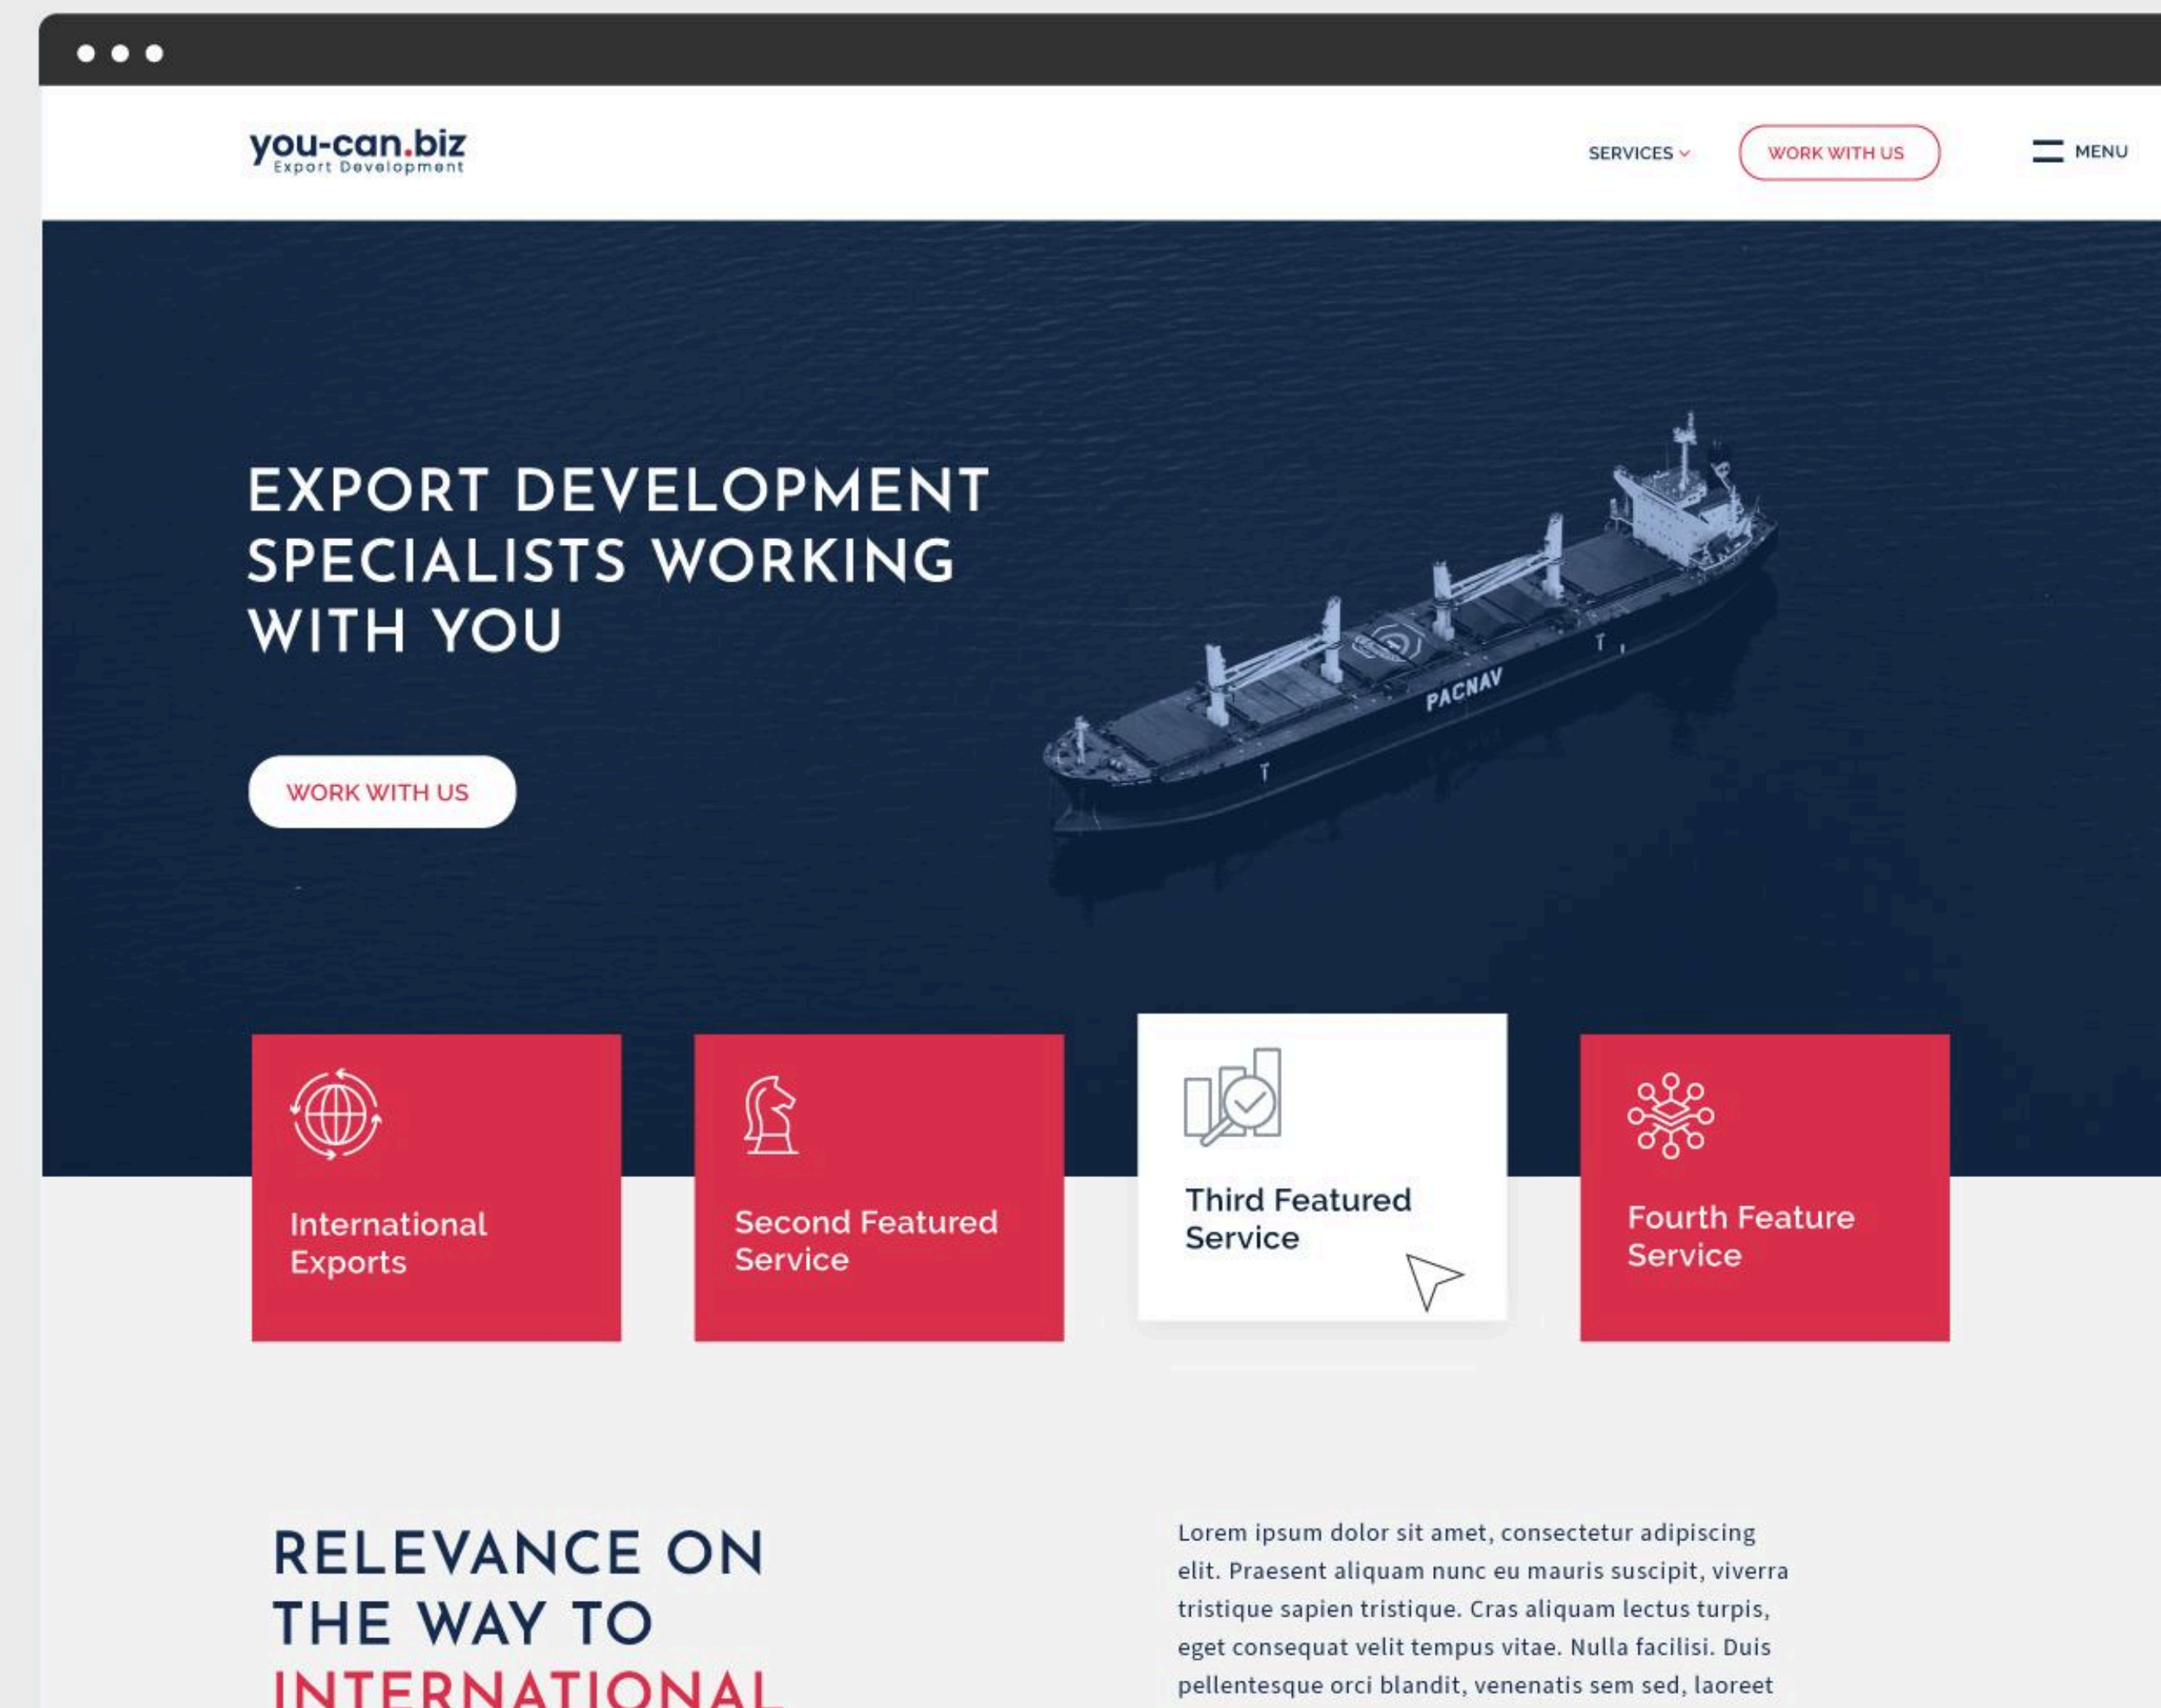 you-can.biz
Export Development
SERVICES
WORK WITH US
MENU
EXPORT DEVELOPMENT
SPECIALISTS WORKING
WITH YOU
PACNAV
WORK WITH US
International
Exports
Second Featured
Service
Third Featured
Service
Fourth Feature
Service
RELEVANCE ON
THE WAY TO
INTERNATIONAL
Lorem ipsum dolor sit amet, consectetur adipiscing
elit. Praesent aliquam nunc eu mauris suscipit, viverra
tristique sapien tristique. Cras aliquam lectus turpis,
eget consequat velit tempus vitae. Nulla facilisi. Duis
pellentesque orci blandit, venenatis sem sed, laoreet